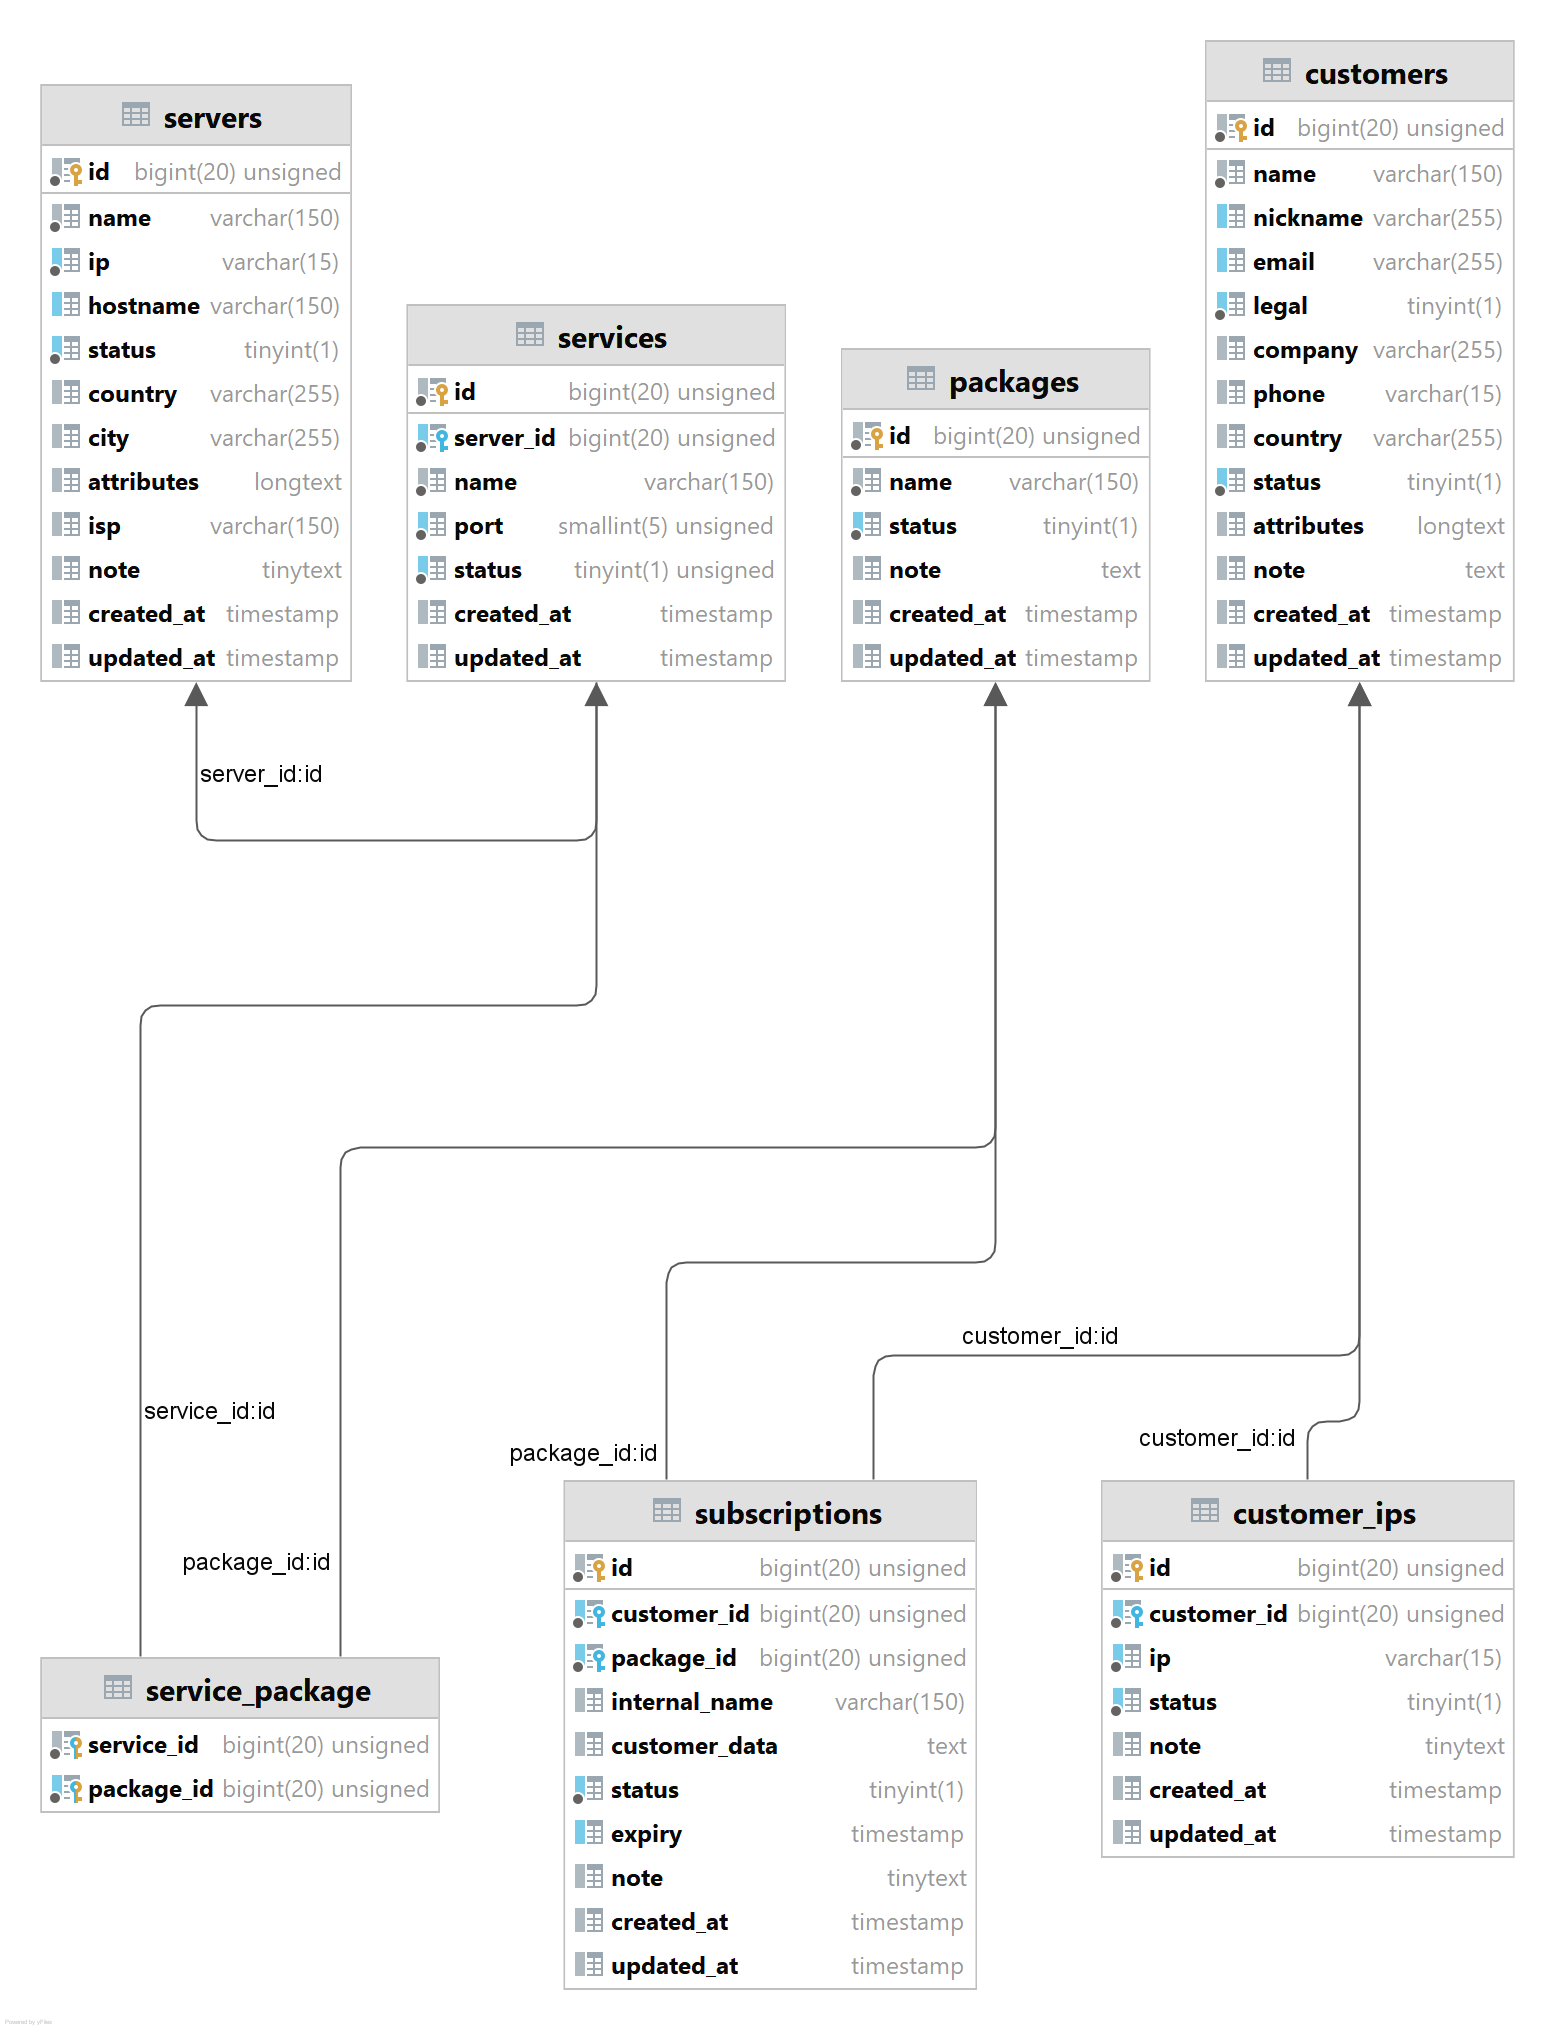 servers
id bigint(20) unsigned
name varchar(150)
ip varchar(15)
hostname varchar(150)
status tinyint(1)
country varchar(255)
city varchar(255)
attributes longtext
isp varchar(150)
note tinytext
created_at timestamp
updated_at timestamp
services
id bigint(20) unsigned
server_id bigint(20) unsigned
name varchar(150)
port smallint(5) unsigned
status tinyint(1) unsigned
created_at timestamp
updated_at timestamp
packages
id bigint(20) unsigned
name varchar(150)
status tinyint(1)
note text
created_at timestamp
updated_at timestamp
customers
id bigint(20) unsigned
name varchar(150)
nickname varchar(255)
email varchar(255)
legal tinyint(1)
company varchar(255)
phone varchar(15)
country varchar(255)
status tinyint(1)
attributes longtext
note text
created_at timestamp
updated_at timestamp
server_id:id
customer_id:id
service_id:id
customer_id:id
package_id:id
package_id:id
service_package
service_id bigint(20) unsigned
package_id bigint(20) unsigned
subscriptions
id bigint(20) unsigned
customer_id bigint(20) unsigned
package_id bigint(20) unsigned
internal_name varchar(150)
customer_data text
status tinyint(1)
expiry timestamp
note tinytext
created_at timestamp
updated_at timestamp
customer_ips
id bigint(20) unsigned
customer_id bigint(20) unsigned
ip varchar(15)
status tinyint(1)
note tinytext
created_at timestamp
updated_at timestamp
Powered by yFiles